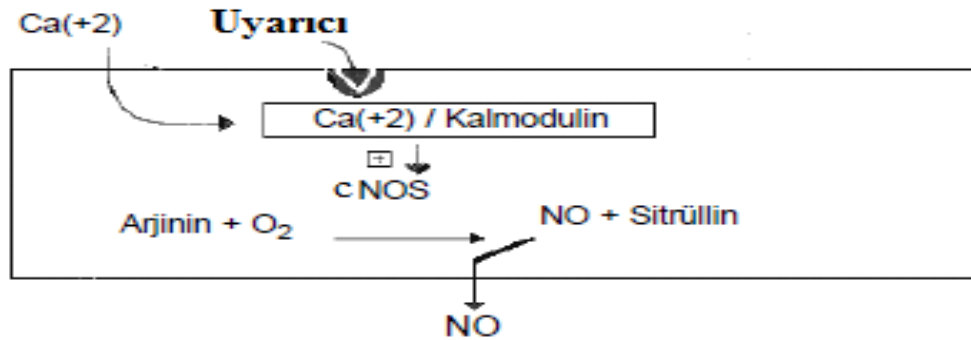 Ca(+2) Uyarıcı
Ca(+2) / Kalmodulin
+
cNOS
Arjinin + O₂
NO + Sitrüllin
NO